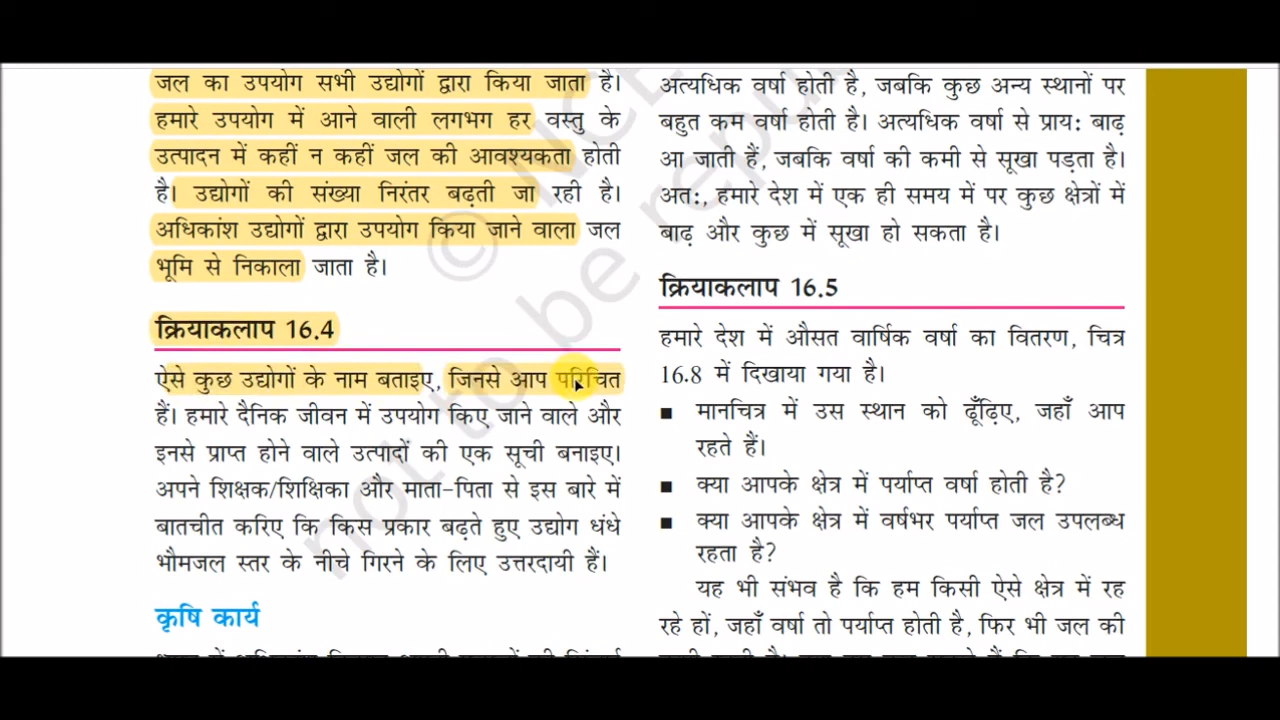 जल का उपयोग सभी उद्योगों द्वारा किया जाता है।
हमारे उपयोग में आने वाली लगभग हर वस्तु के
उत्पादन में कहीं न कहीं जल की आवश्यकता होती
है। उद्योगों की संख्या निरंतर बढ़ती जा रही है।
अधिकांश उद्योगों द्वारा उपयोग किया जाने वाला जल
भूमि से निकाला जाता है।
क्रियाकलाप 16.4
ऐसे कुछ उद्योगों के नाम बताइए, जिनसे आप परिचित
हैं। हमारे दैनिक जीवन में उपयोग किए जाने वाले और
इनसे प्राप्त होने वाले उत्पादों की एक सूची बनाइए।
अपने शिक्षक/शिक्षिका और माता-पिता से इस बारे में
बातचीत करिए कि किस प्रकार बढ़ते हुए उद्योग धंधे
भौमजल स्तर के नीचे गिरने के लिए उत्तरदायी हैं।
कृषि कार्य
अत्यधिक वर्षा होती है, जबकि कुछ अन्य स्थानों पर
बहुत कम वर्षा होती है। अत्यधिक वर्षा से प्राय: बाढ़
आ जाती हैं, जबकि वर्षा की कमी से सूखा पड़ता है।
अत:, हमारे देश में एक ही समय में पर कुछ क्षेत्रों में
बाढ़ और कुछ में सूखा हो सकता है।
क्रियाकलाप 16.5
हमारे देश में औसत वार्षिक वर्षा का वितरण, चित्र
16.8 में दिखाया गया है।
■ मानचित्र में उस स्थान को ढूँढ़िए, जहाँ आप
रहते हैं।
■ क्या आपके क्षेत्र में पर्याप्त वर्षा होती है?
■ क्या आपके क्षेत्र में वर्षभर पर्याप्त जल उपलब्ध
रहता है?
यह भी संभव है कि हम किसी ऐसे क्षेत्र में रह
रहे हों, जहाँ वर्षा तो पर्याप्त होती है, फिर भी जल की
© NCE
not to be republ